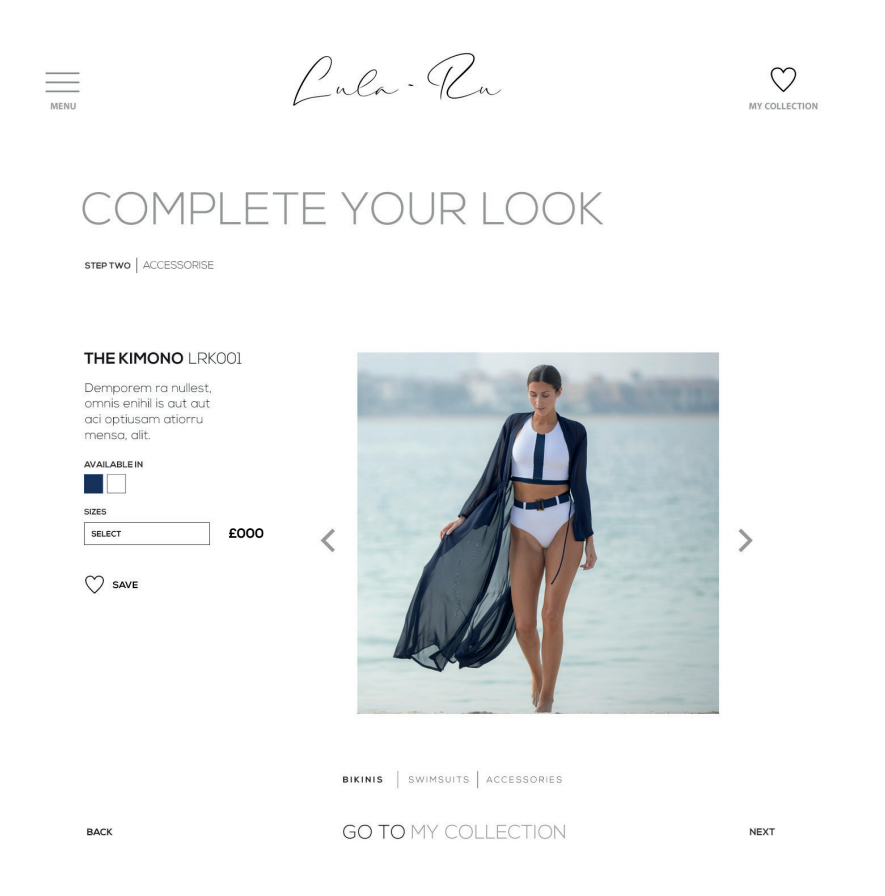 Lula-Ru
MENU
MY COLLECTION
COMPLETE YOUR LOOK
STEP TWO | ACCESSORISE
THE KIMONO LRK001
Demporem ra nullest,
omnis enihil is aut aut
aci optiusam atiorru
mensa, alit.
AVAILABLE IN
SIZES
SELECT
£000
SAVE
BIKINIS | SWIMSUITS | ACCESSORIES
BACK
GO TO MY COLLECTION
NEXT